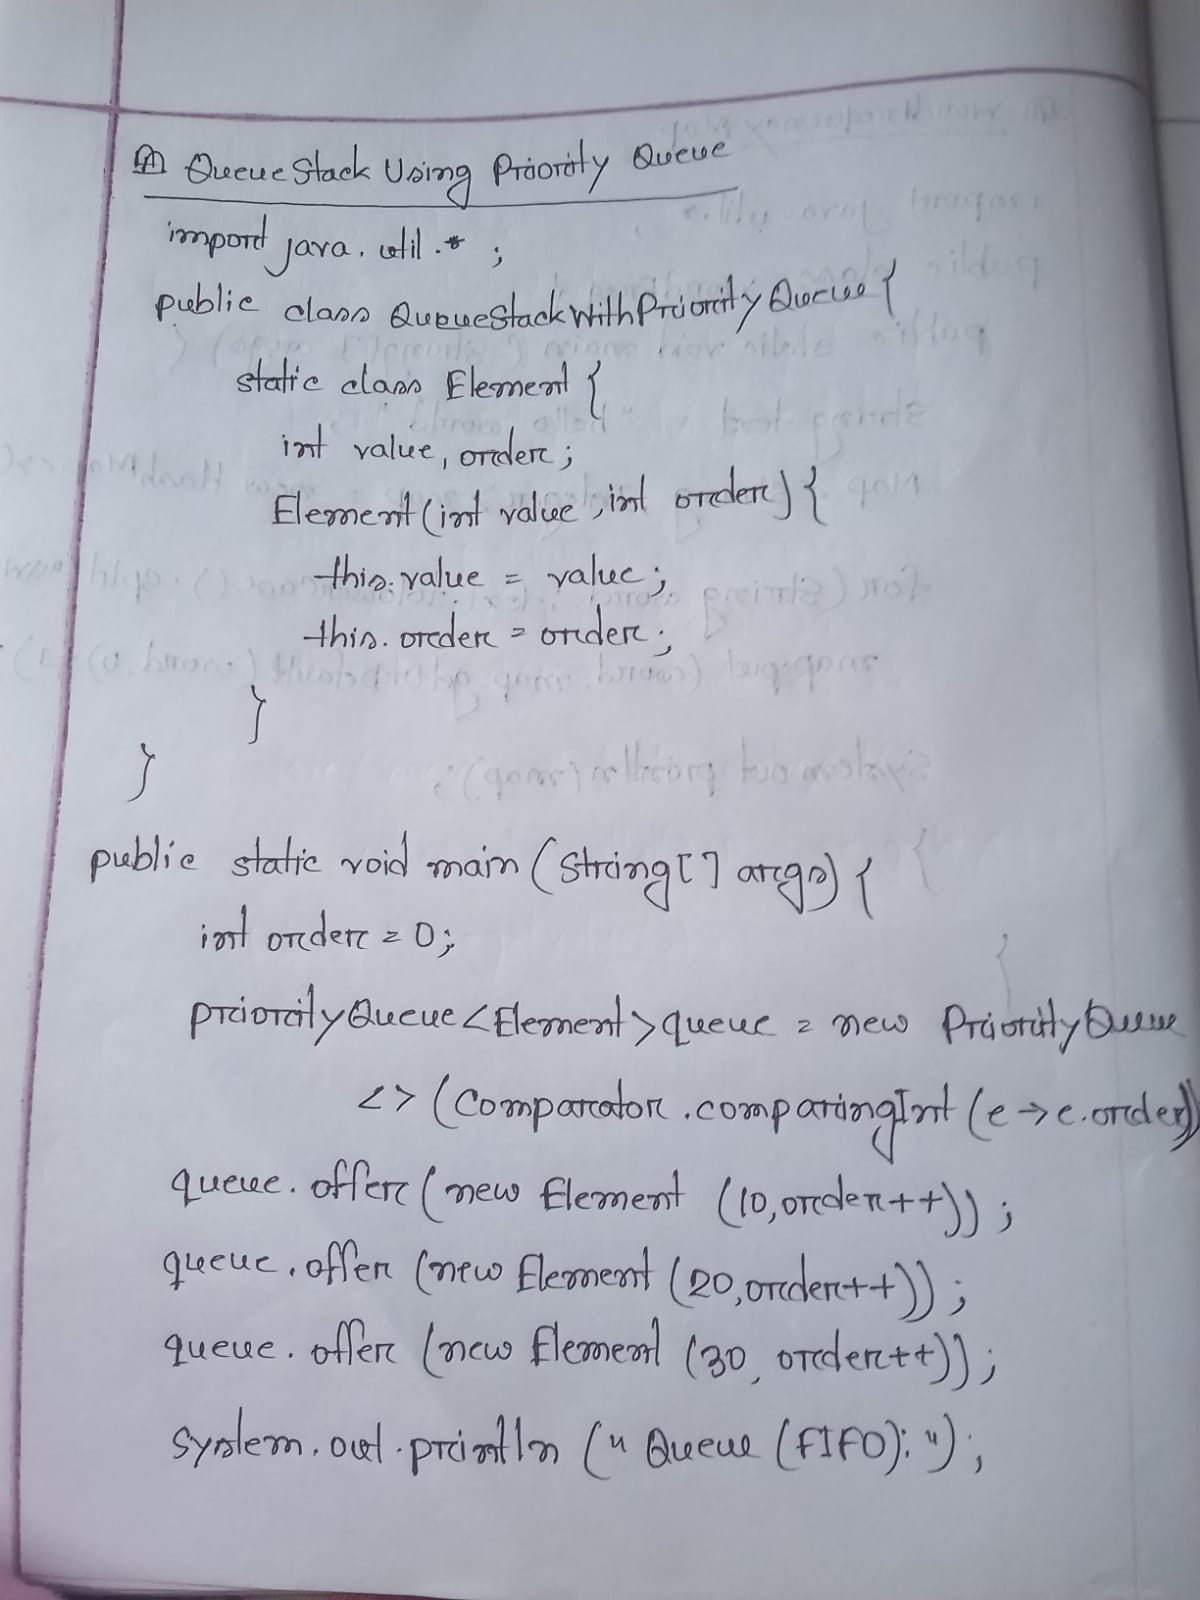 QueueStack Using Priority Queue
import java.util.*;
public class QueueStackWithPriorityQueue {
static class Element {
int value, order;
Element(int value, int order) {
this.value = value;
this.order = order;
}
}
public static void main (String[] args) {
int order = 0;
PriorityQueue<Element>queue = new PriorityQueue
<> (Comparator.comparingInt (e -> e.order))
queue.offer (new Element (10, order++));
queue.offer (new Element (20, order++));
queue.offer (new Element (30, order++));
System.out.println (" Queue (FIFO): ");